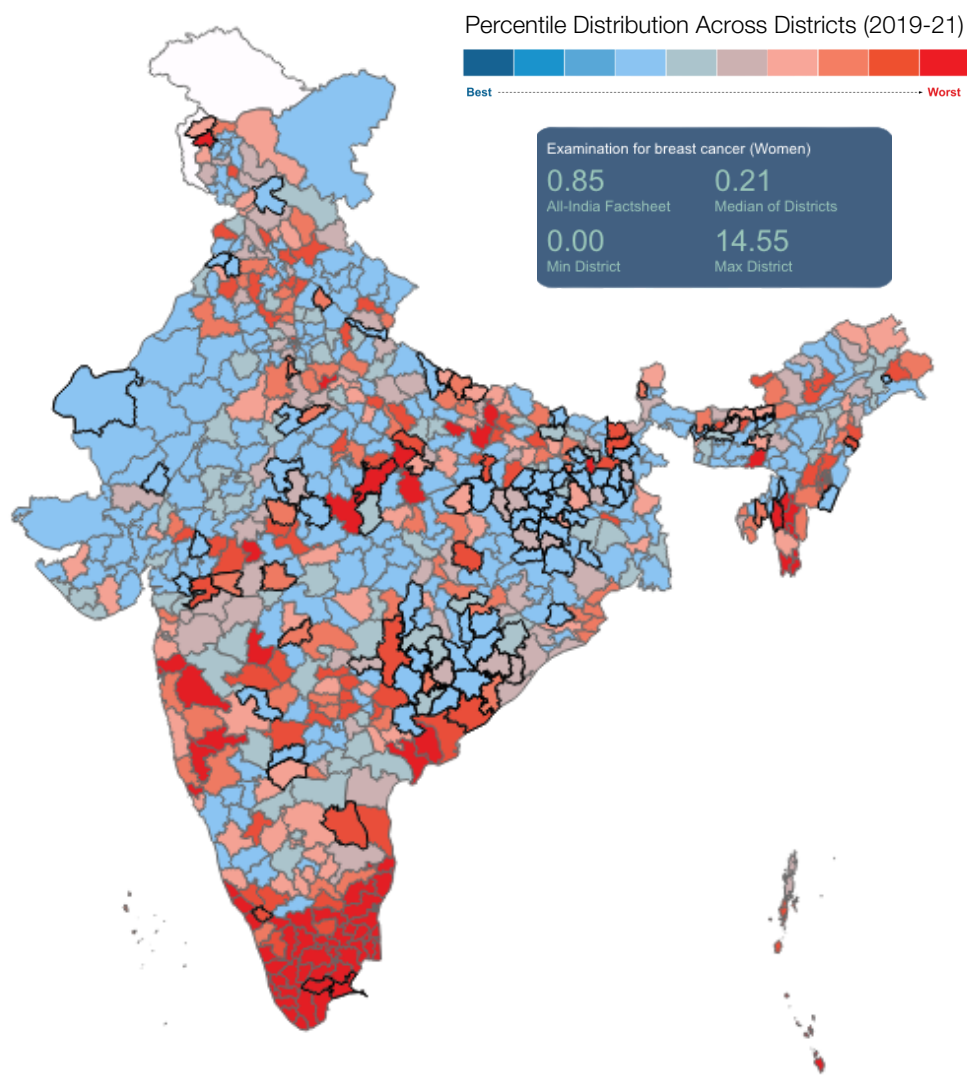 Percentile Distribution Across Districts (2019-21)
Best
Worst
Examination for breast cancer (Women)
0.85
0.21
All-India Factsheet
Median of Districts
0.00
14.55
Min District
Max District